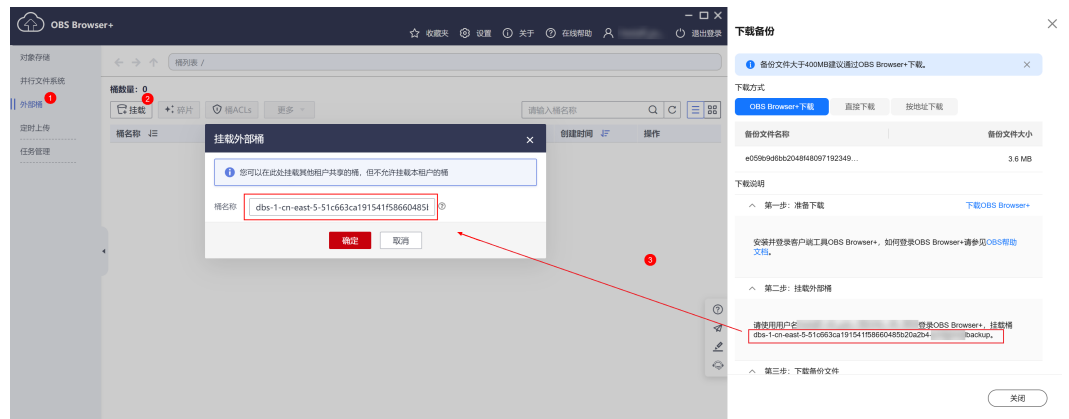 OBS Browser+
收藏夹
设置
关于
在线帮助
退出登录
对象存储
并行文件系统
外部桶
1
定时上传
任务管理
桶列表 /
桶数量: 0
挂载
2
碎片
桶ACLs
更多
请输入桶名称
桶名称
创建时间
操作
挂载外部桶
您可以在此处挂载其他租户共享的桶，但不允许挂载本租户的桶
桶名称
dbs-1-cn-east-5-51c663ca191541f58660485l
确定
取消
3
下载备份
备份文件大于400MB建议通过OBS Browser+下载。
下载方式
OBS Browser+下载
直接下载
按地址下载
备份文件名称
备份文件大小
e059b9d6bb2048f48097192349...
3.6 MB
下载说明
第一步: 准备下载
下载OBS Browser+
安装并登录客户端工具OBS Browser+，如何登录OBS Browser+请参见OBS帮助
文档。
第二步: 挂载外部桶
请使用用户名
登录OBS Browser+，挂载桶
dbs-1-cn-east-5-51c663ca191541f58660485b20a2b4-
backup。
第三步: 下载备份文件
关闭